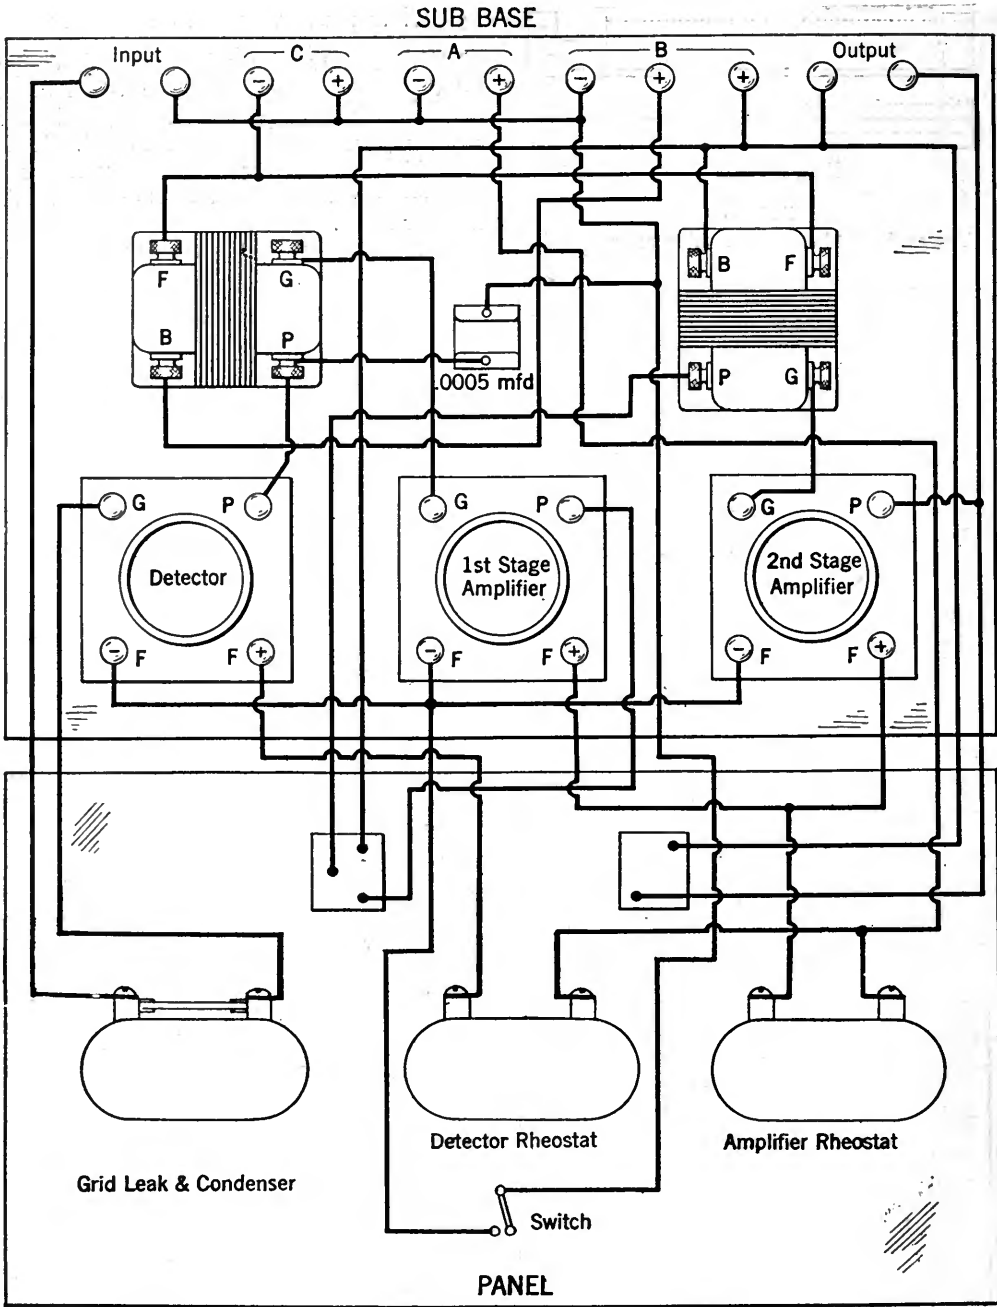 SUB BASE
Input C A B Output
- + - + - + + -
F G
B P
B F
P G
.0005 mfd
G P
Detector
- F F +
G P
1st Stage
Amplifier
- F F +
G P
2nd Stage
Amplifier
- F F +
Detector Rheostat
Amplifier Rheostat
Grid Leak & Condenser
Switch
PANEL